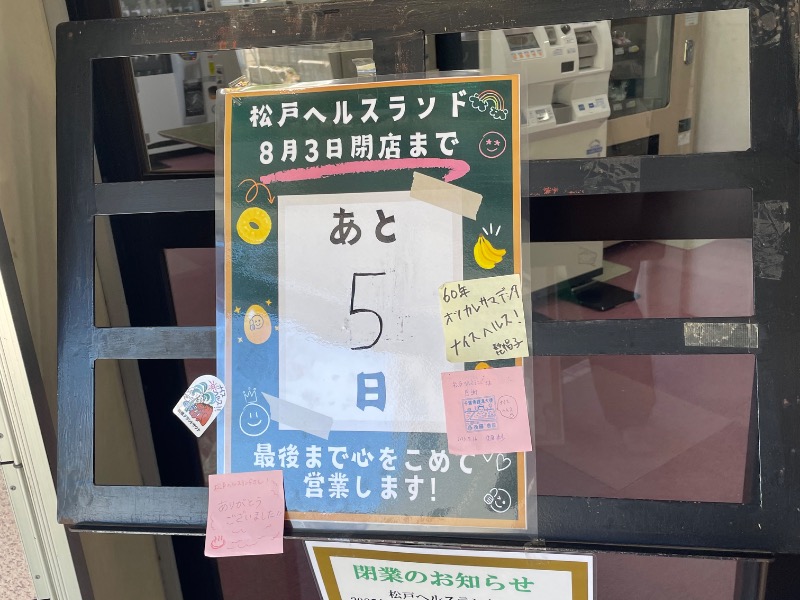 松戸ヘルスランド
8月3日閉店まで
あと
5
日
60年
オツカレサマデシタ
ナイスヘルス!
最後まで心をこめて
営業します!
ありがとう
ございました
閉業のお知らせ
松戸ヘルス